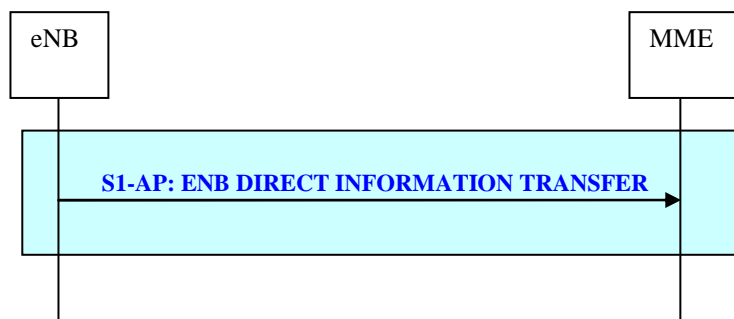 eNB
MME
S1-AP: ENB DIRECT INFORMATION TRANSFER